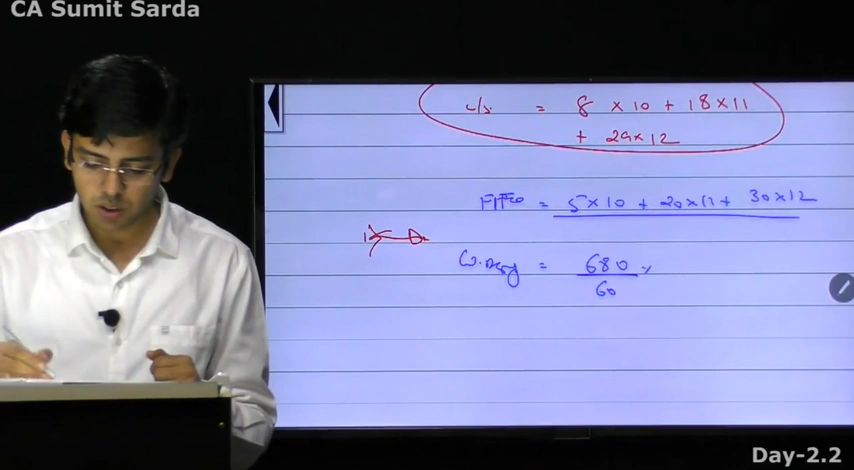 CA Sumit Sarda
c/s = 8 × 10 + 18 × 11
+ 24 × 12
FIFO = 5 × 10 + 20 × 11 + 30 × 12
W. Avg = 680
60
Day-2.2